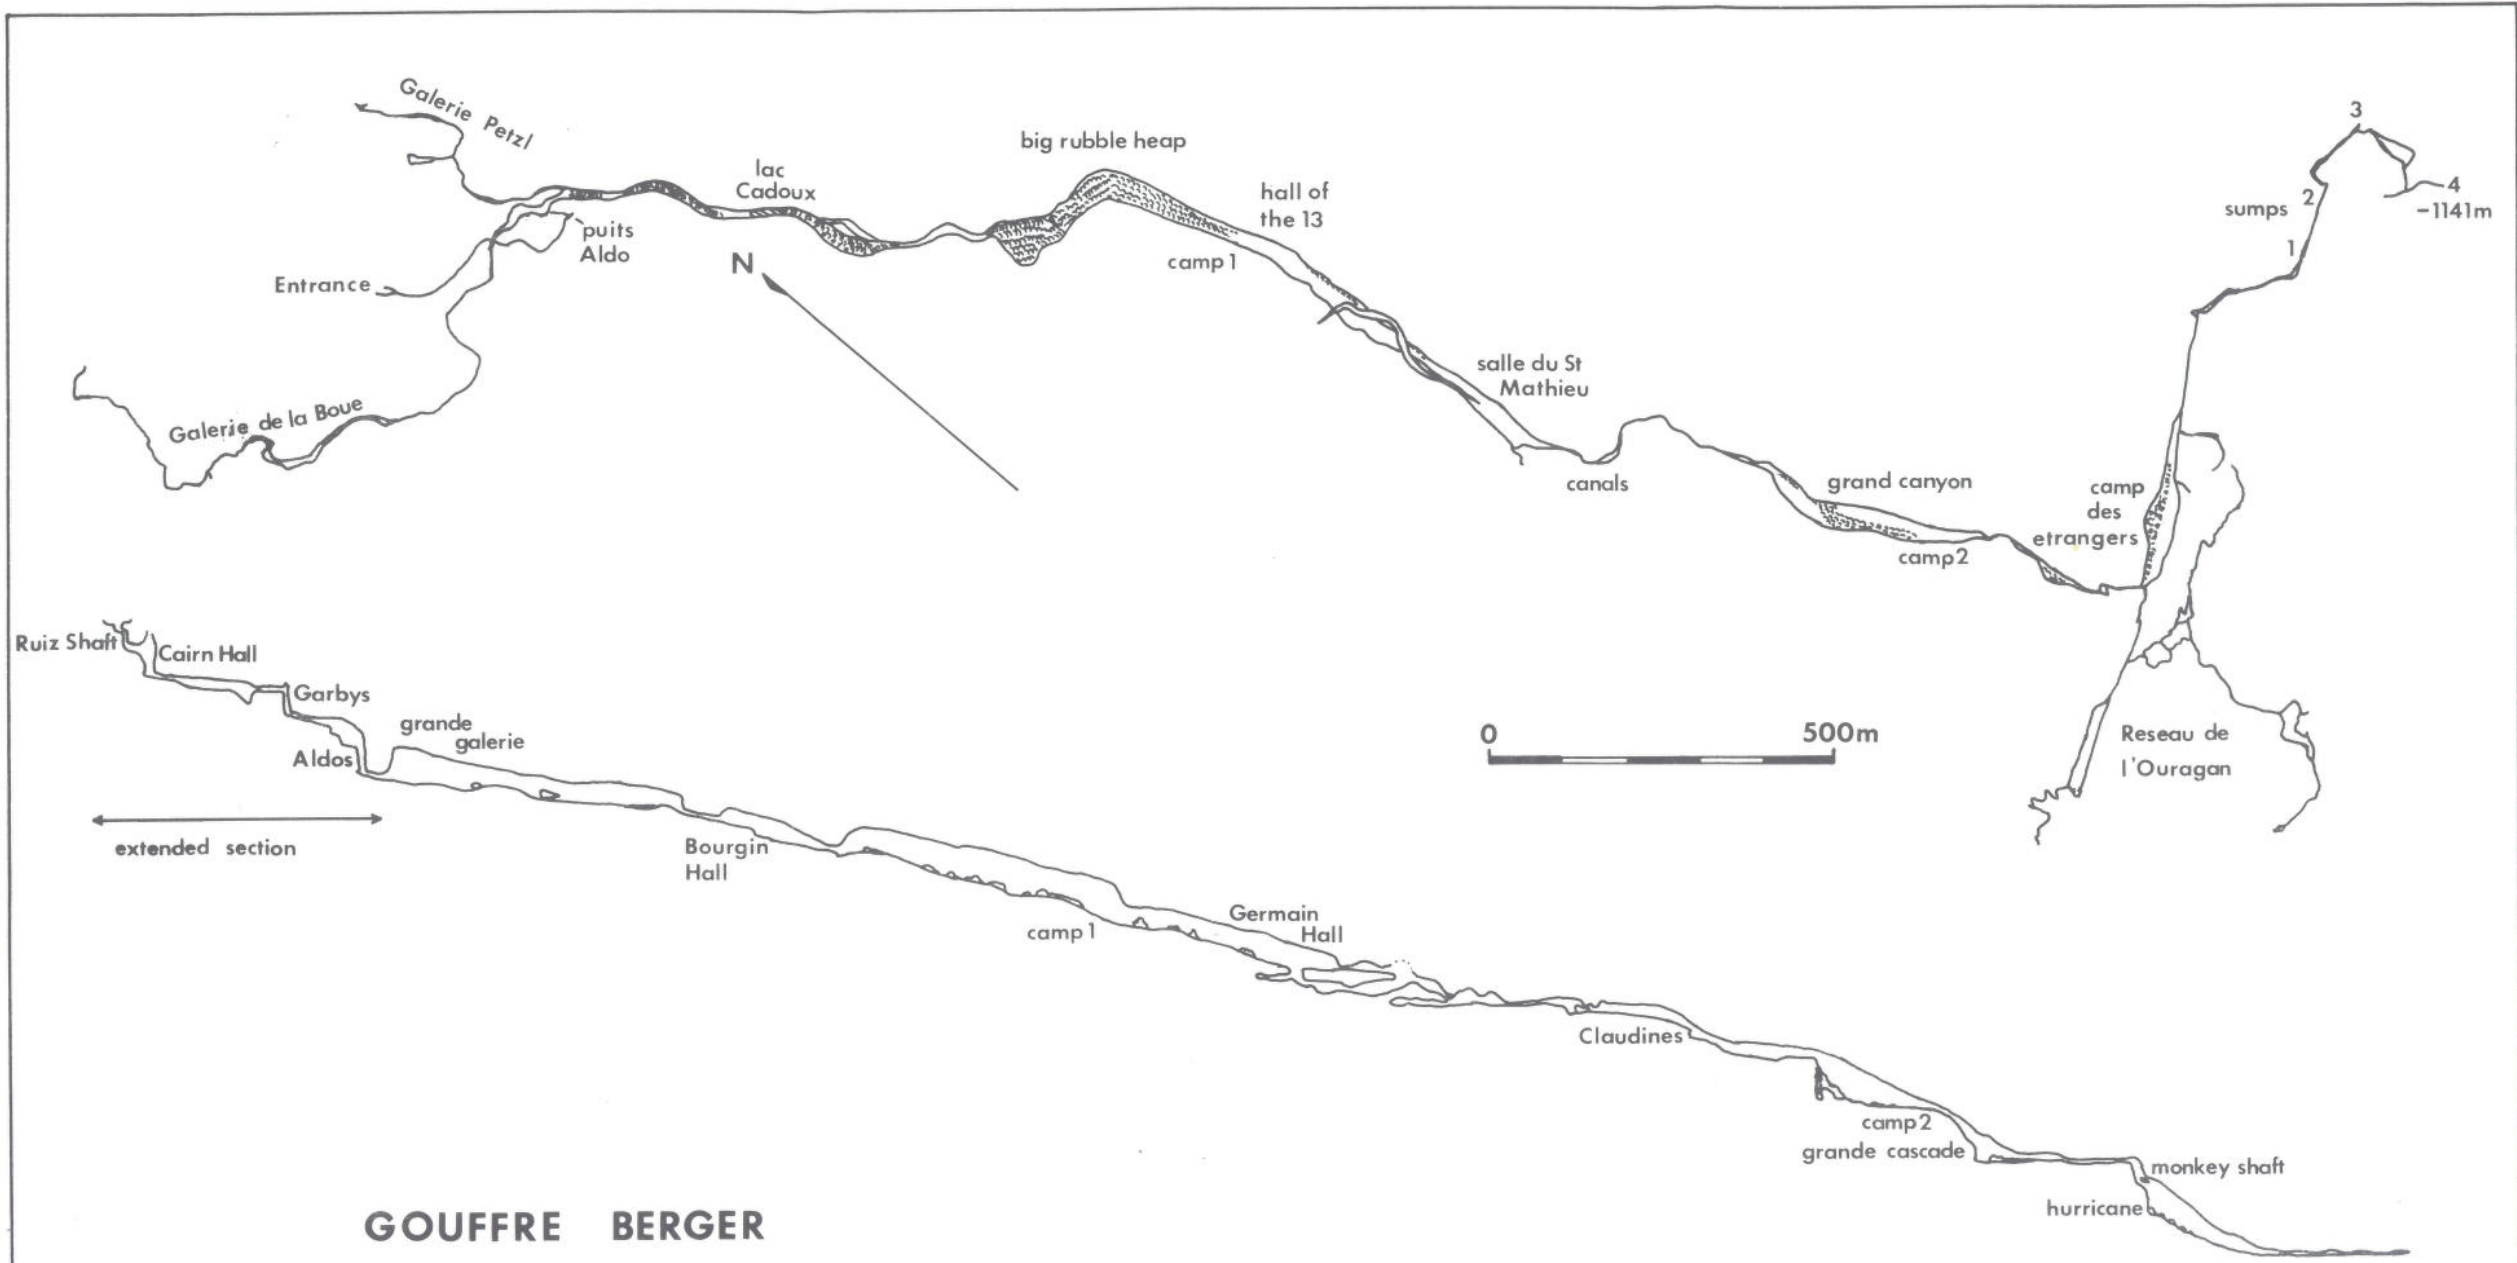 Galerie Petzl
big rubble heap
lac
Cadoux
hall of
the 13
puits
Aldo
N
camp 1
Entrance
3
4
-1141m
2
sumps
1
salle du St
Mathieu
Galerie de la Boue
canals
grand canyon
camp
des
etrangers
camp2
Ruiz Shaft
Cairn Hall
Garbys
grande
galerie
Aldos
0
500m
Reseau de
l'Ouragan
extended section
Bourgin
Hall
camp 1
Germain
Hall
Claudines
camp2
grande cascade
monkey shaft
hurricane
GOUFFRE BERGER